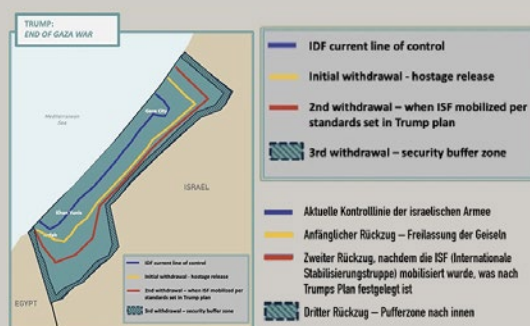 TRUMP:
END OF GAZA WAR
Mediterranean
Sea
Gaza City
Khan Younis
Rafah
ISRAEL
EGYPT
IDF current line of control
Initial withdrawal - hostage release
2nd withdrawal – when ISF mobilized per
standards set in Trump plan
3rd withdrawal – security buffer zone
IDF current line of control
Initial withdrawal - hostage release
2nd withdrawal – when ISF mobilized per
standards set in Trump plan
3rd withdrawal – security buffer zone
Aktuelle Kontrolllinie der israelischen Armee
Anfänglicher Rückzug – Freilassung der Geiseln
Zweiter Rückzug, nachdem die ISF (Internationale
Stabilisierungstruppe) mobilisiert wurde, was nach
Trumps Plan festgelegt ist
Dritter Rückzug – Pufferzone nach innen